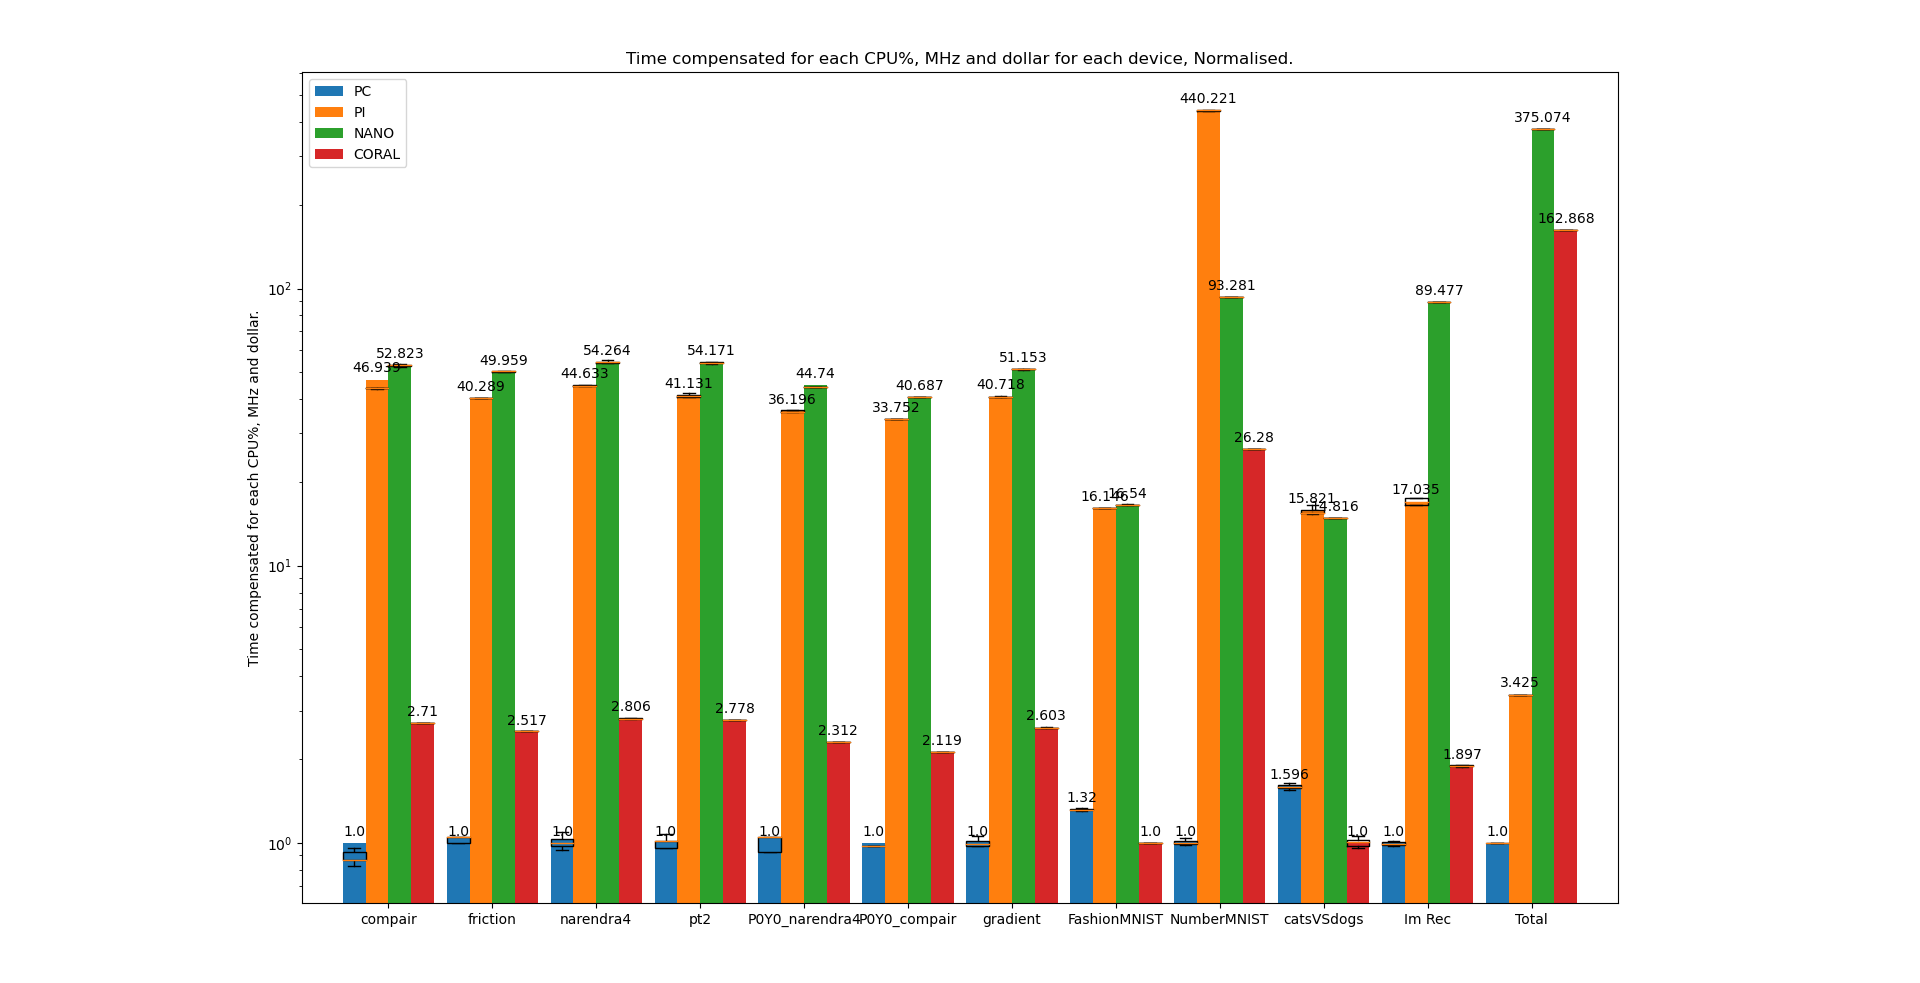 Time compensated for each CPU%, MHz and dollar for each device, Normalised.
PC
PI
NANO
CORAL
Time compensated for each CPU%, MHz and dollar.
10²
10¹
10⁰
1.0
46.939
52.823
2.71
1.0
40.289
49.959
2.517
1.0
44.633
54.264
2.806
1.0
41.131
54.171
2.778
1.0
36.196
44.74
2.312
1.0
33.752
40.687
2.119
1.0
40.718
51.153
2.603
1.32
16.146
16.54
1.0
1.0
440.221
93.281
26.28
1.596
15.821
14.816
1.0
1.0
17.035
89.477
1.897
1.0
3.425
375.074
162.868
compair
friction
narendra4
pt2
P0Y0_narendra4
P0Y0_compair
gradient
FashionMNIST
NumberMNIST
catsVSdogs
Im Rec
Total